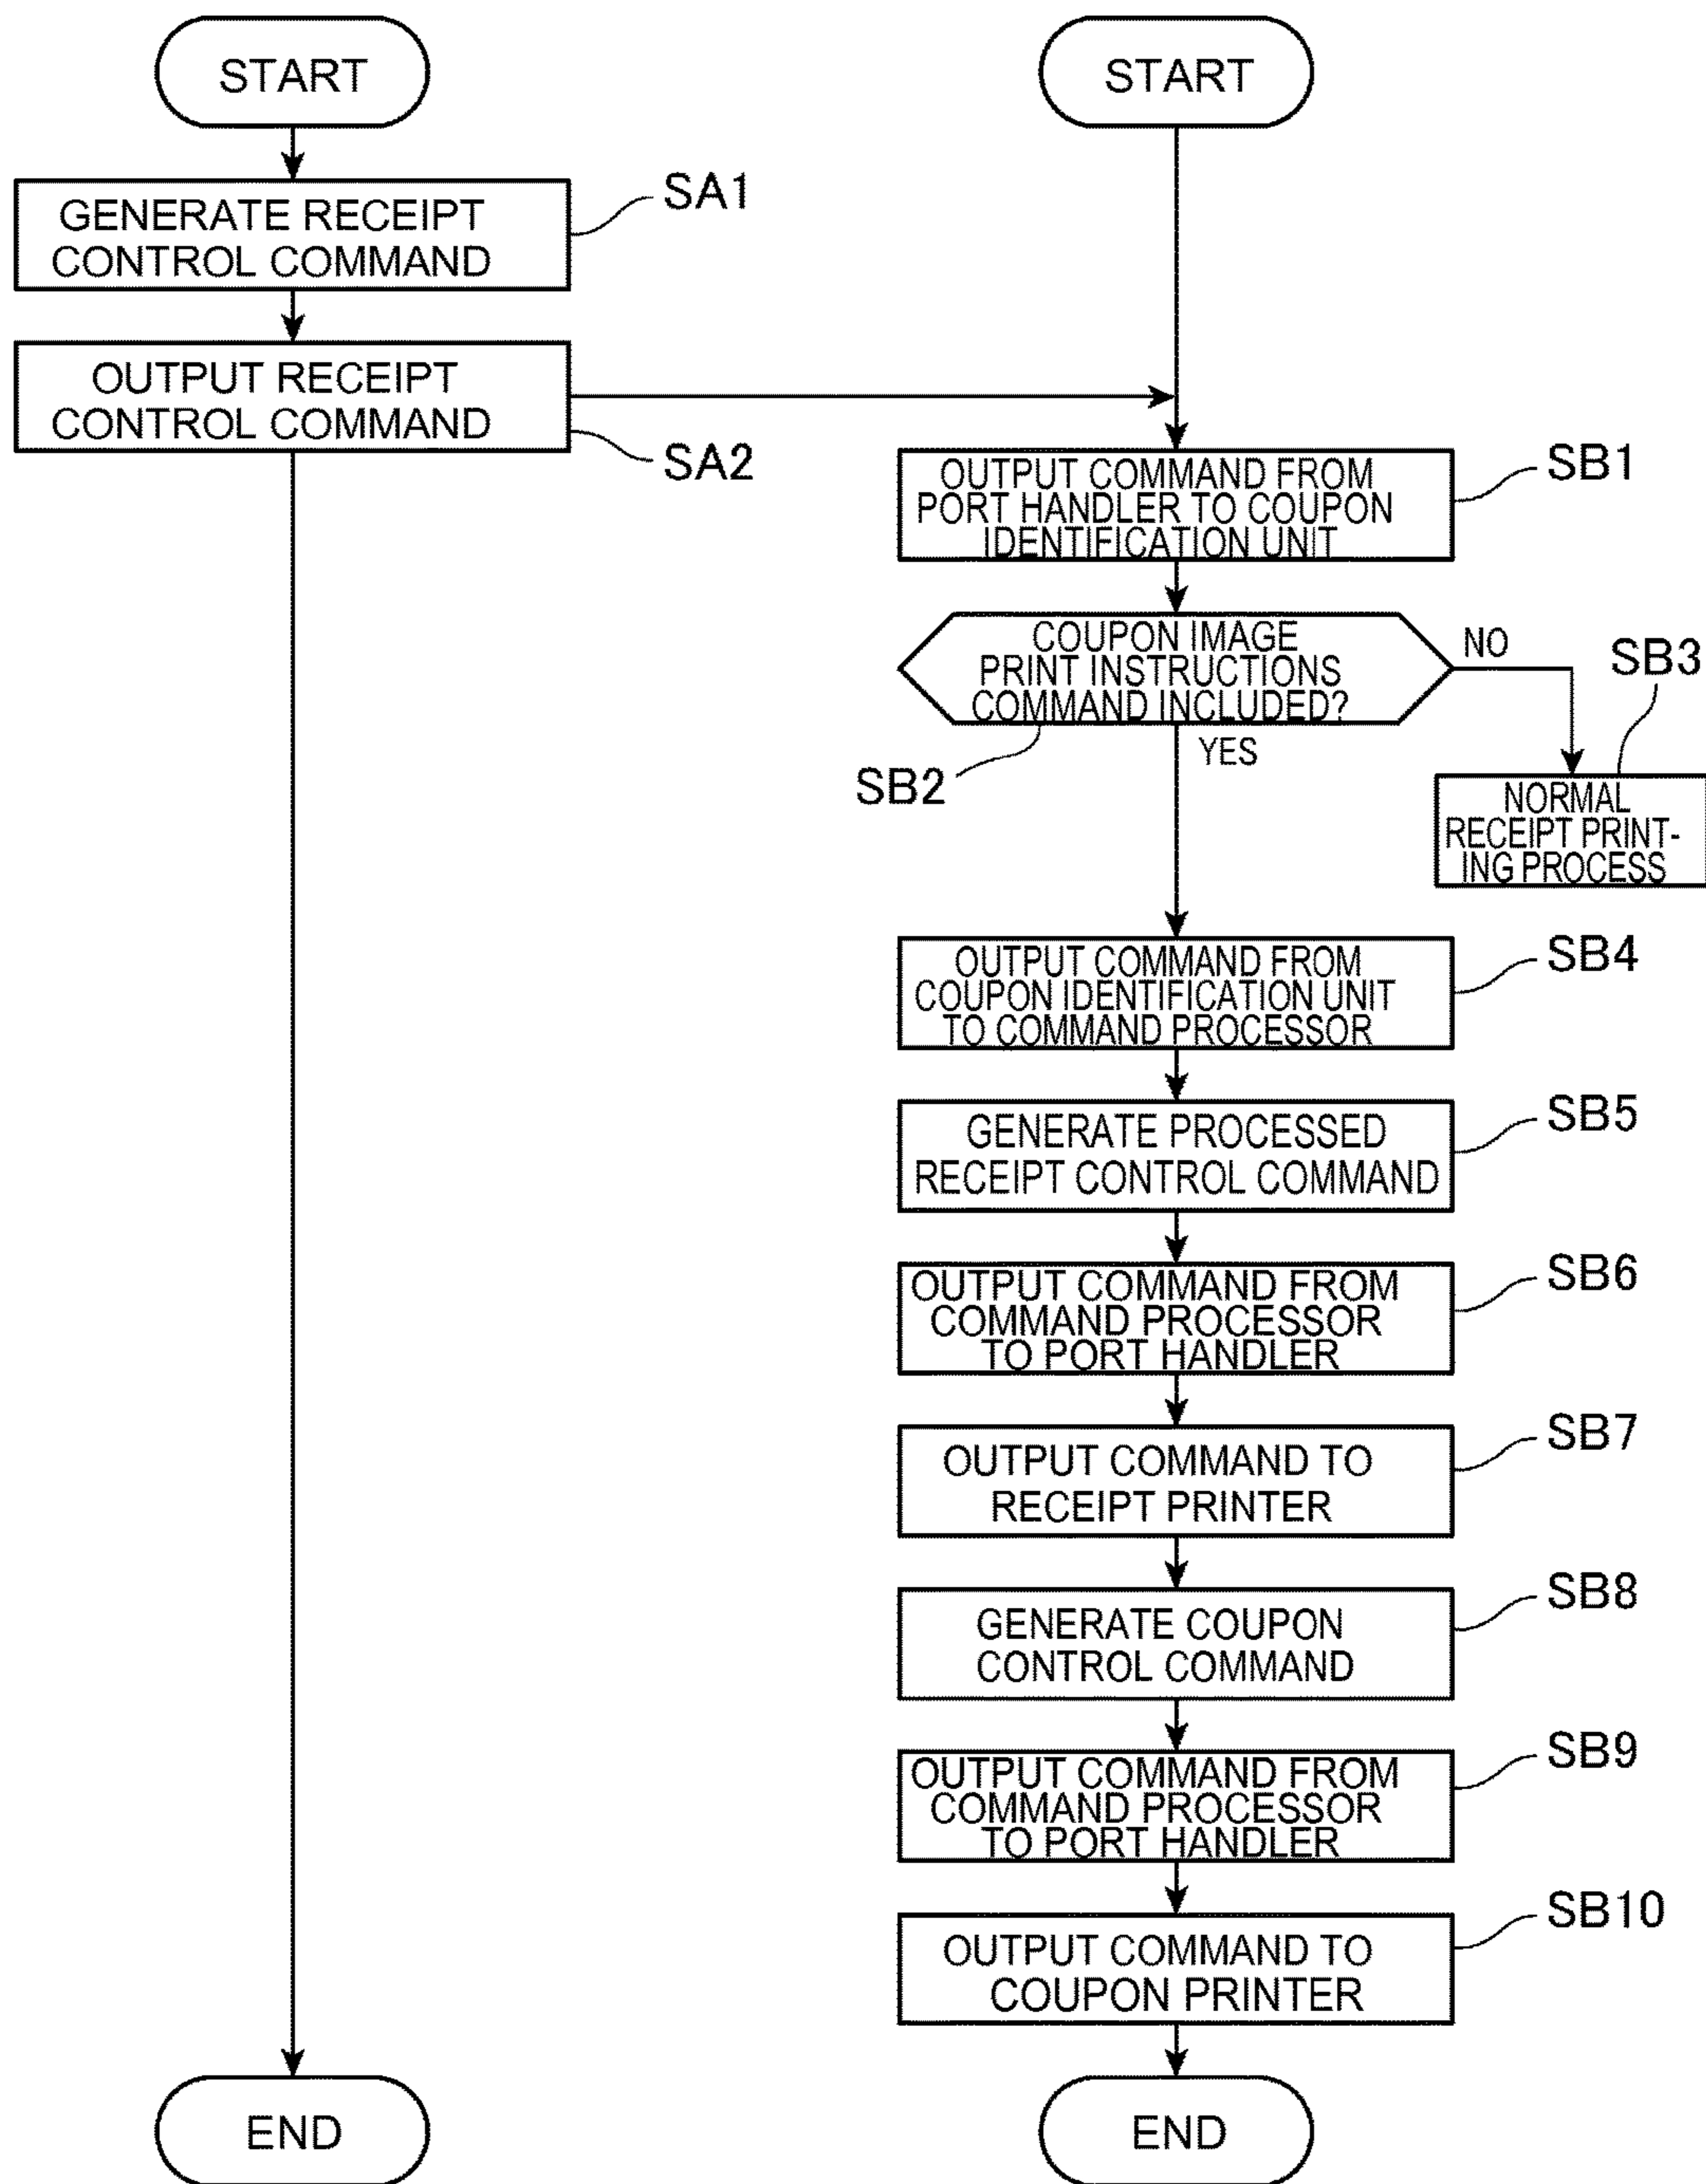 START
GENERATE RECEIPT
CONTROL COMMAND
SA1
OUTPUT RECEIPT
CONTROL COMMAND
SA2
END
START
OUTPUT COMMAND FROM
PORT HANDLER TO COUPON
IDENTIFICATION UNIT
SB1
COUPON IMAGE
PRINT INSTRUCTIONS
COMMAND INCLUDED?
SB2
NO
YES
SB3
NORMAL
RECEIPT PRINT-
ING PROCESS
OUTPUT COMMAND FROM
COUPON IDENTIFICATION UNIT
TO COMMAND PROCESSOR
SB4
GENERATE PROCESSED
RECEIPT CONTROL COMMAND
SB5
OUTPUT COMMAND FROM
COMMAND PROCESSOR
TO PORT HANDLER
SB6
OUTPUT COMMAND TO
RECEIPT PRINTER
SB7
GENERATE COUPON
CONTROL COMMAND
SB8
OUTPUT COMMAND FROM
COMMAND PROCESSOR
TO PORT HANDLER
SB9
OUTPUT COMMAND TO
COUPON PRINTER
SB10
END